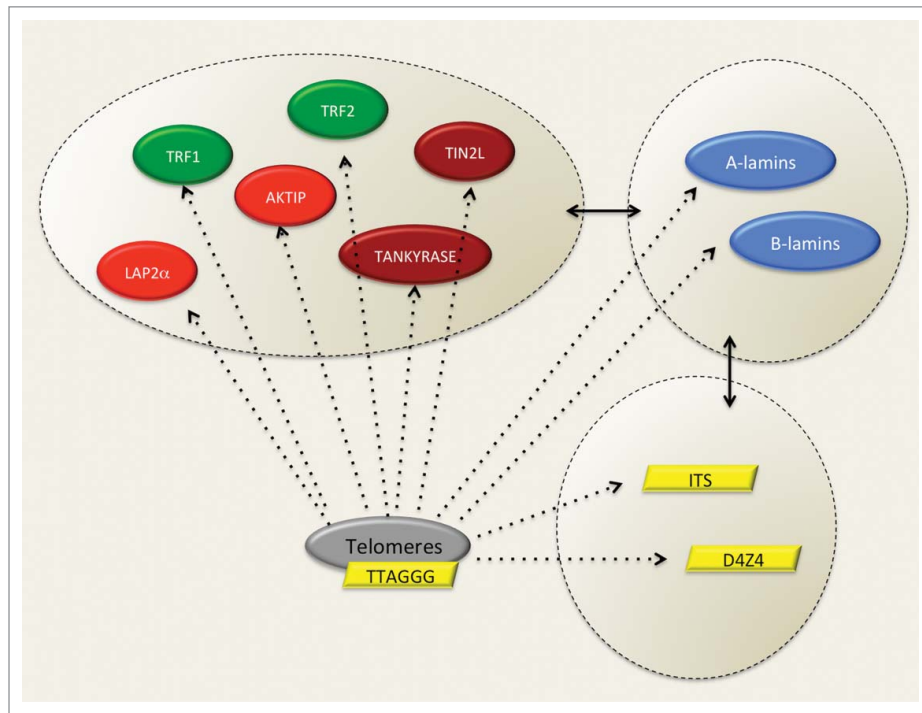 TRF2
TRF1
TIN2L
AKTIP
LAP2α
TANKYRASE
A-lamins
B-lamins
ITS
D4Z4
Telomeres
TTAGGG